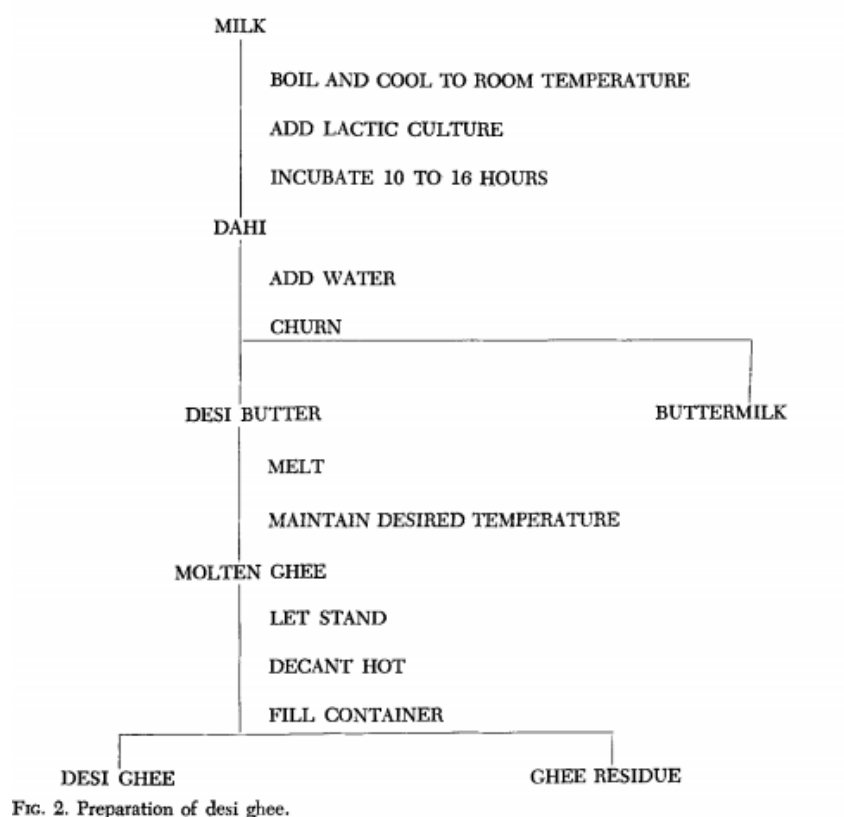 MILK
BOIL AND COOL TO ROOM TEMPERATURE
ADD LACTIC CULTURE
INCUBATE 10 TO 16 HOURS
DAHI
ADD WATER
CHURN
DESI BUTTER
BUTTERMILK
MELT
MAINTAIN DESIRED TEMPERATURE
MOLTEN GHEE
LET STAND
DECANT HOT
FILL CONTAINER
DESI GHEE
GHEE RESIDUE
FIG. 2. Preparation of desi ghee.